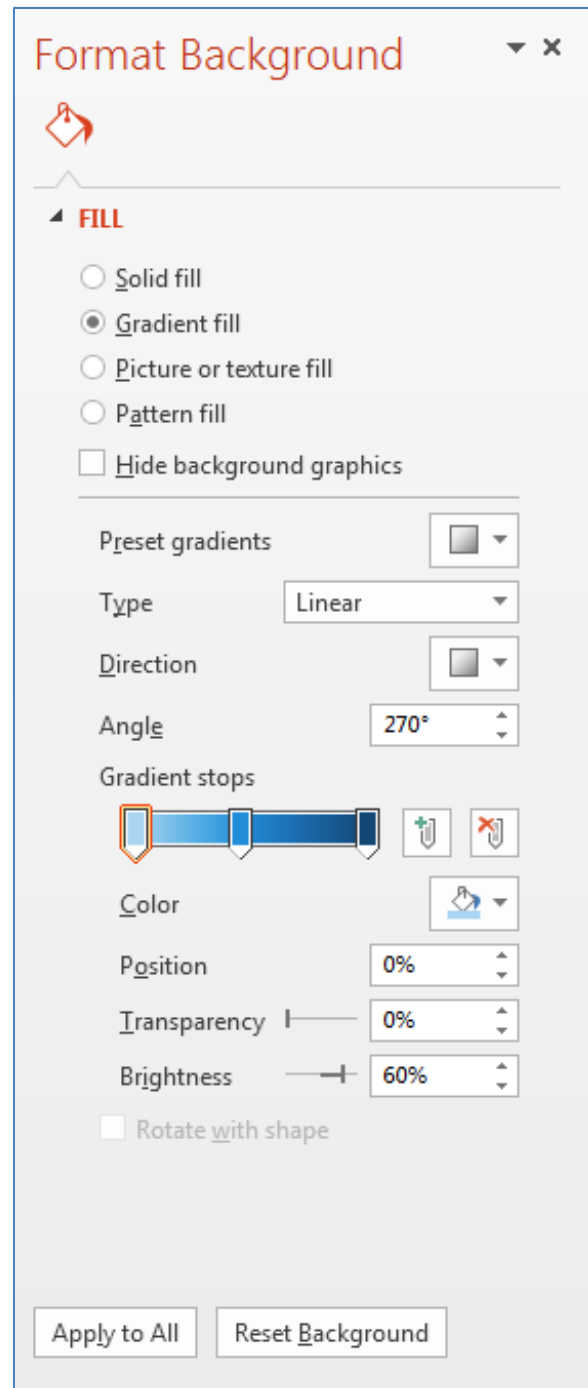 Format Background
FILL
Solid fill
Gradient fill
Picture or texture fill
Pattern fill
Hide background graphics
Preset gradients
Type Linear
Direction
Angle 270°
Gradient stops
Color
Position 0%
Transparency 0%
Brightness 60%
Rotate with shape
Apply to All Reset Background